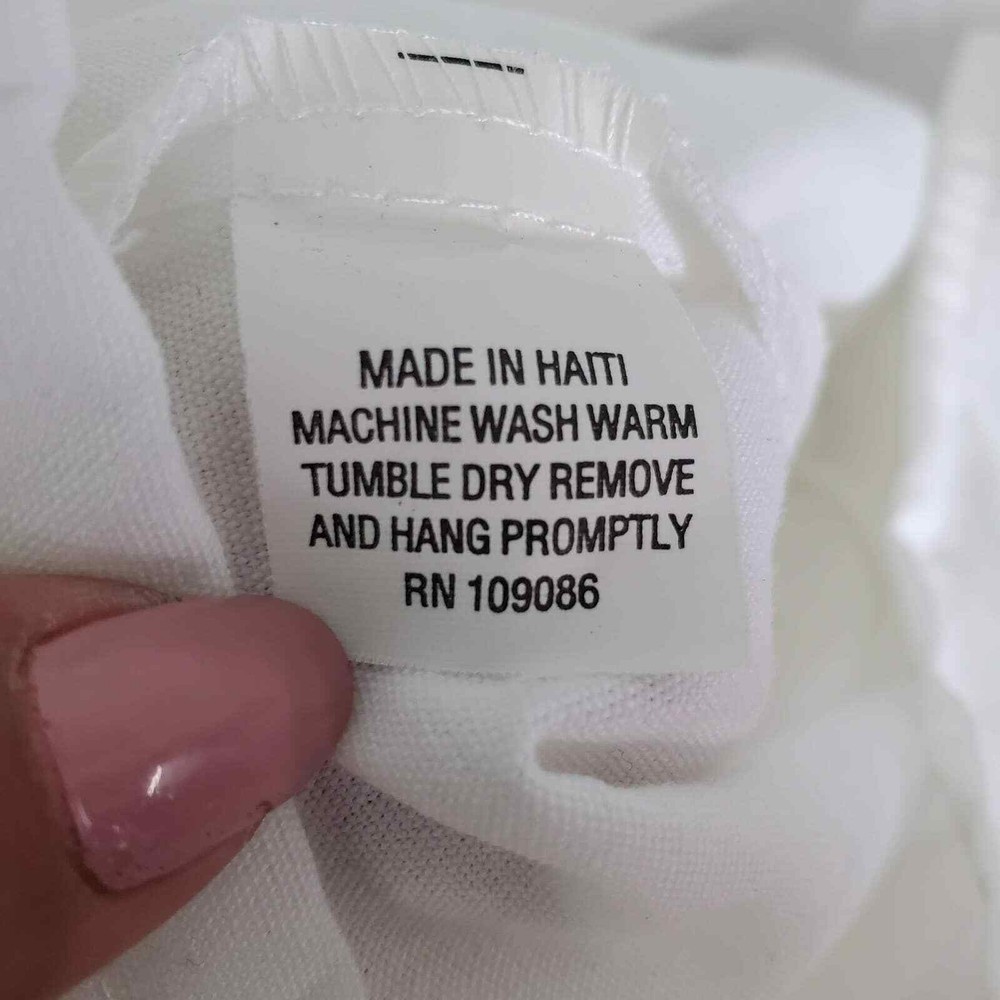 MADE IN HAITI
MACHINE WASH WARM
TUMBLE DRY REMOVE
AND HANG PROMPTLY
RN 109086